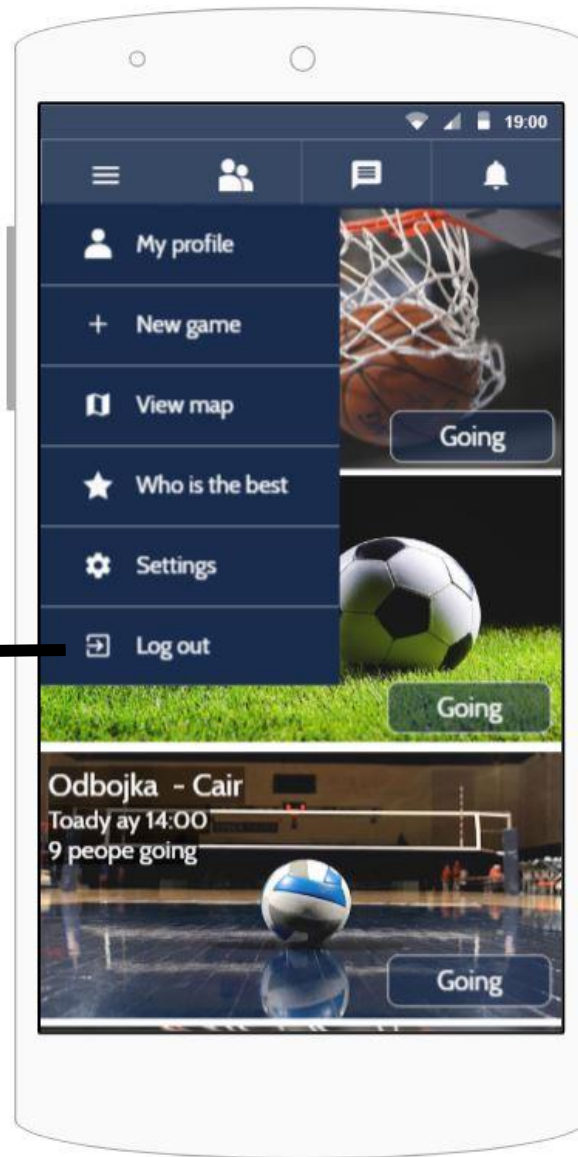 19:00
My profile
New game
View map
Who is the best
Settings
Log out
Going
Going
Odbojka - Cair
Toady ay 14:00
9 peope going
Going